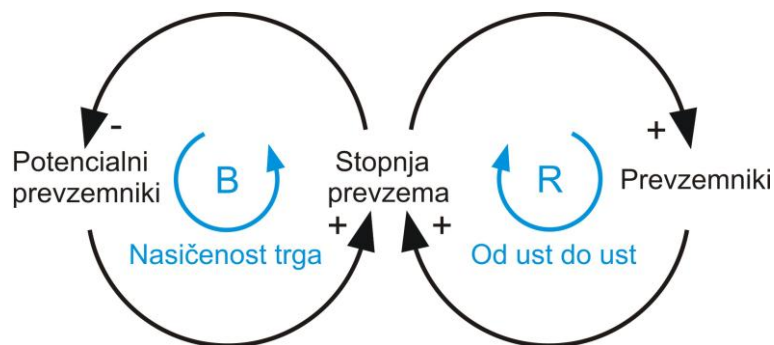 -
+
Potencialni
prevzemniki
B
Stopnja
prevzema
R
Prevzemniki
+
+
Nasičenost trga
Od ust do ust